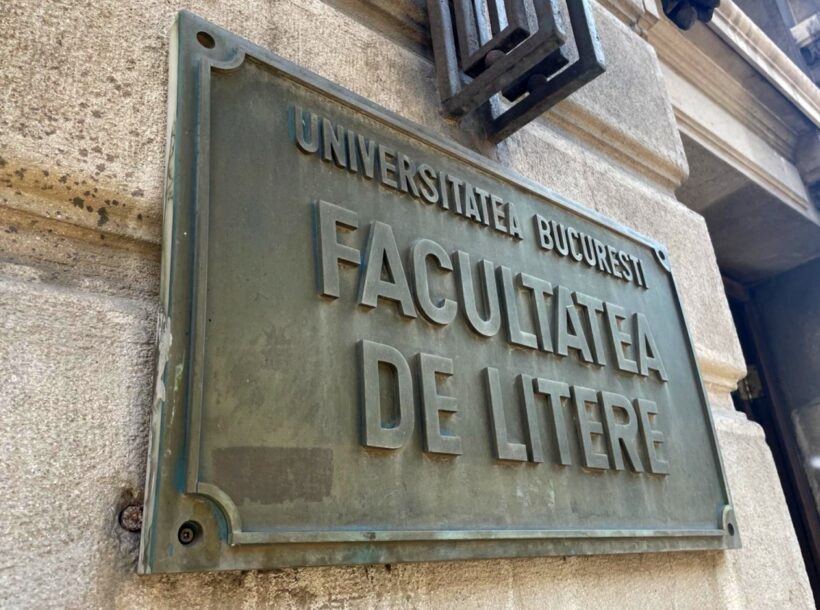 UNIVERSITATEA BUCUREȘTI
FACULTATEA
DE LITERE